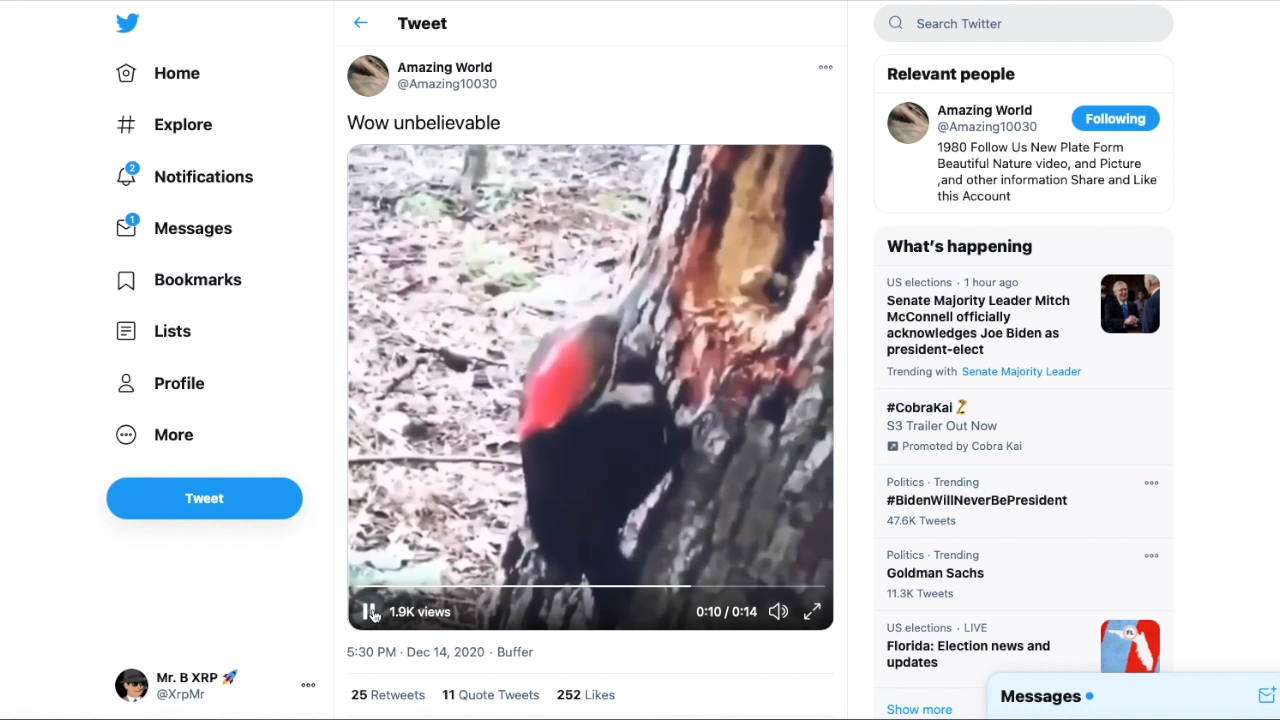 Home
Explore
2
Notifications
1
Messages
Bookmarks
Lists
Profile
More
Tweet
Mr. B XRP 🚀
@XrpMr
Tweet
Amazing World
@Amazing10030
Wow unbelievable
1.9K views
0:10 / 0:14
5:30 PM · Dec 14, 2020 · Buffer
25 Retweets 11 Quote Tweets 252 Likes
Search Twitter
Relevant people
Amazing World
@Amazing10030
Following
1980 Follow Us New Plate Form
Beautiful Nature video, and Picture
,and other information Share and Like
this Account
What's happening
US elections · 1 hour ago
Senate Majority Leader Mitch
McConnell officially
acknowledges Joe Biden as
president-elect
Trending with Senate Majority Leader
#CobraKai
S3 Trailer Out Now
Promoted by Cobra Kai
Politics · Trending
#BidenWillNeverBePresident
47.6K Tweets
Politics · Trending
Goldman Sachs
11.3K Tweets
US elections · LIVE
Florida: Election news and
updates
FL
Show more
Messages